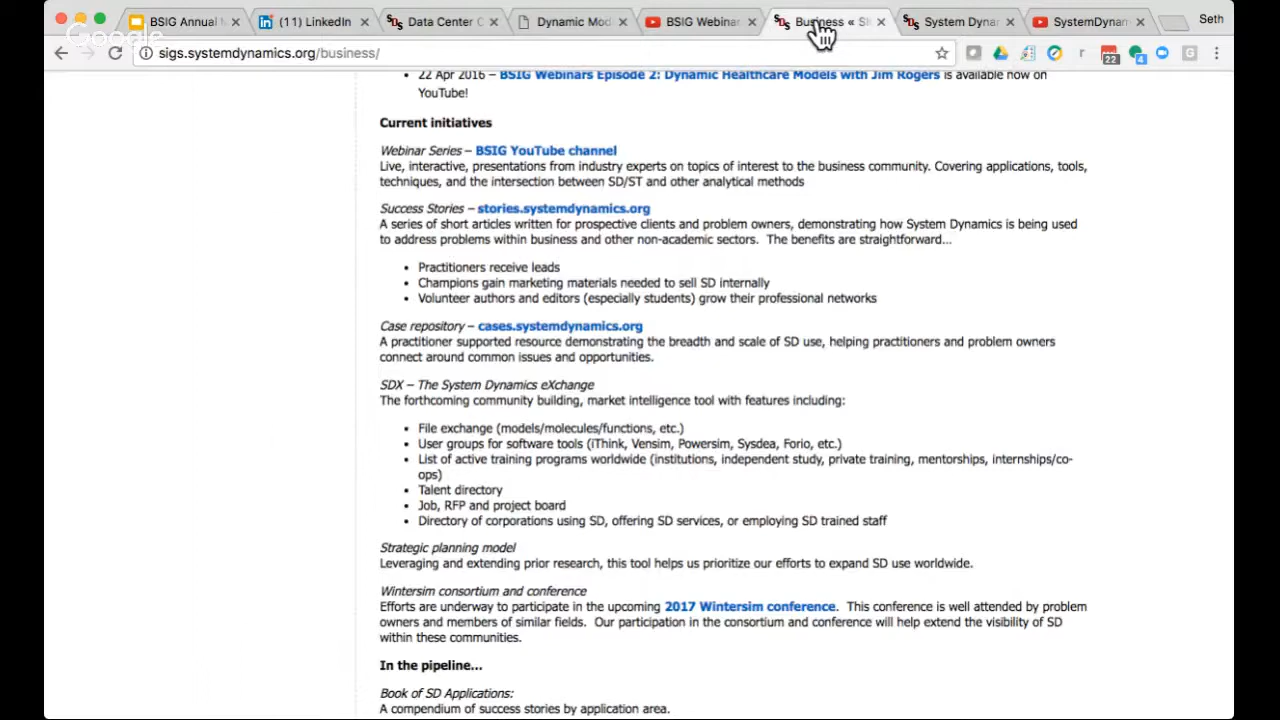 BSIG Annual M
(11) LinkedIn
Data Center C
Dynamic Mod
BSIG Webinar
Business « SI
System Dynar
SystemDynam
Seth
Google
sigs.systemdynamics.org/business/
22
4
• 22 Apr 2016 – BSIG Webinars Episode 2: Dynamic Healthcare Models with Jim Rogers is available now on
YouTube!
Current initiatives
Webinar Series – BSIG YouTube channel
Live, interactive, presentations from industry experts on topics of interest to the business community. Covering applications, tools,
techniques, and the intersection between SD/ST and other analytical methods
Success Stories – stories.systemdynamics.org
A series of short articles written for prospective clients and problem owners, demonstrating how System Dynamics is being used
to address problems within business and other non-academic sectors. The benefits are straightforward...
• Practitioners receive leads
• Champions gain marketing materials needed to sell SD internally
• Volunteer authors and editors (especially students) grow their professional networks
Case repository – cases.systemdynamics.org
A practitioner supported resource demonstrating the breadth and scale of SD use, helping practitioners and problem owners
connect around common issues and opportunities.
SDX – The System Dynamics eXchange
The forthcoming community building, market intelligence tool with features including:
• File exchange (models/molecules/functions, etc.)
• User groups for software tools (iThink, Vensim, Powersim, Sysdea, Forio, etc.)
• List of active training programs worldwide (institutions, independent study, private training, mentorships, internships/co-
ops)
• Talent directory
• Job, RFP and project board
• Directory of corporations using SD, offering SD services, or employing SD trained staff
Strategic planning model
Leveraging and extending prior research, this tool helps us prioritize our efforts to expand SD use worldwide.
Wintersim consortium and conference
Efforts are underway to participate in the upcoming 2017 Wintersim conference. This conference is well attended by problem
owners and members of similar fields. Our participation in the consortium and conference will help extend the visibility of SD
within these communities.
In the pipeline...
Book of SD Applications:
A compendium of success stories by application area.